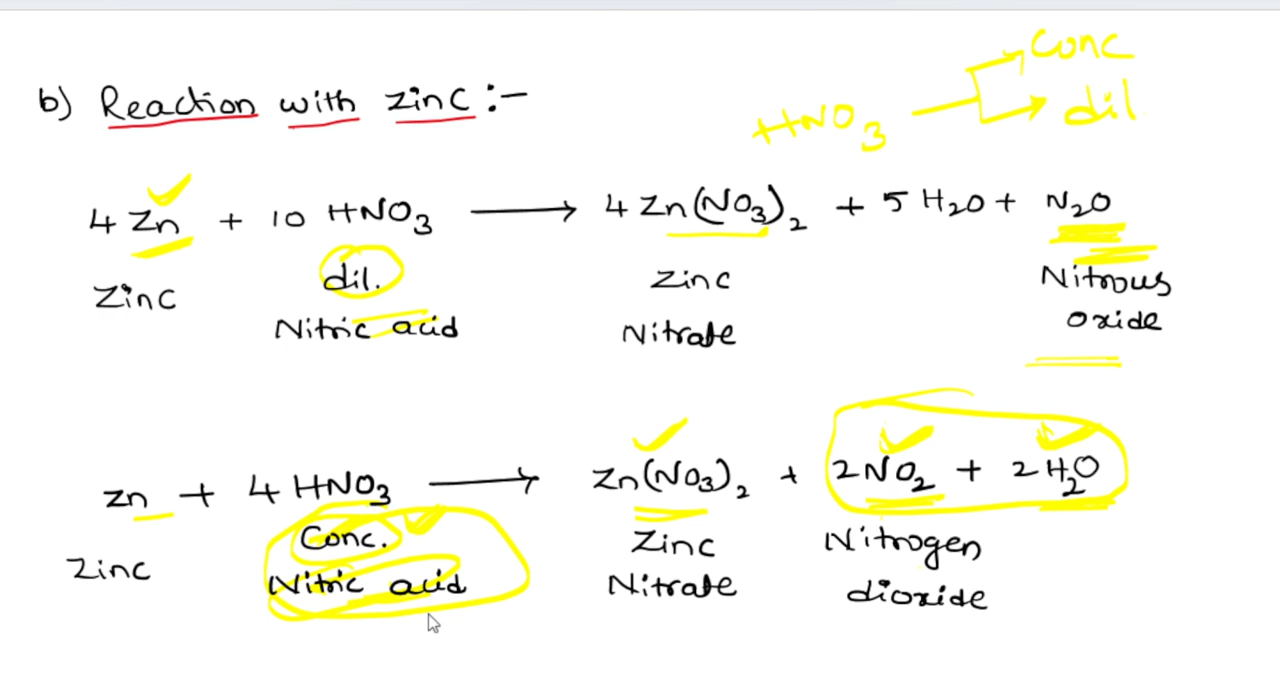 b) Reaction with zinc :-
HNO₃
Conc
dil
4 Zn + 10 HNO₃ ⟶ 4 Zn(NO₃)₂ + 5 H₂O + N₂O
Zinc dil. Zinc Nitrous
Nitric acid Nitrate oxide
Zn + 4 HNO₃ ⟶ Zn(NO₃)₂ + 2NO₂ + 2H₂O
Zinc Conc. Zinc Nitrogen
Nitric acid Nitrate dioxide